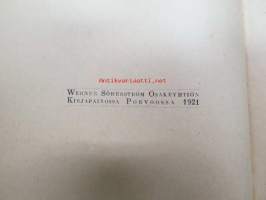 Antikvariaatti.net
WERNER SÖDERSTRÖM OSAKEYHTIÖN
KIRJAPAINOSSA PORVOOSSA 1921